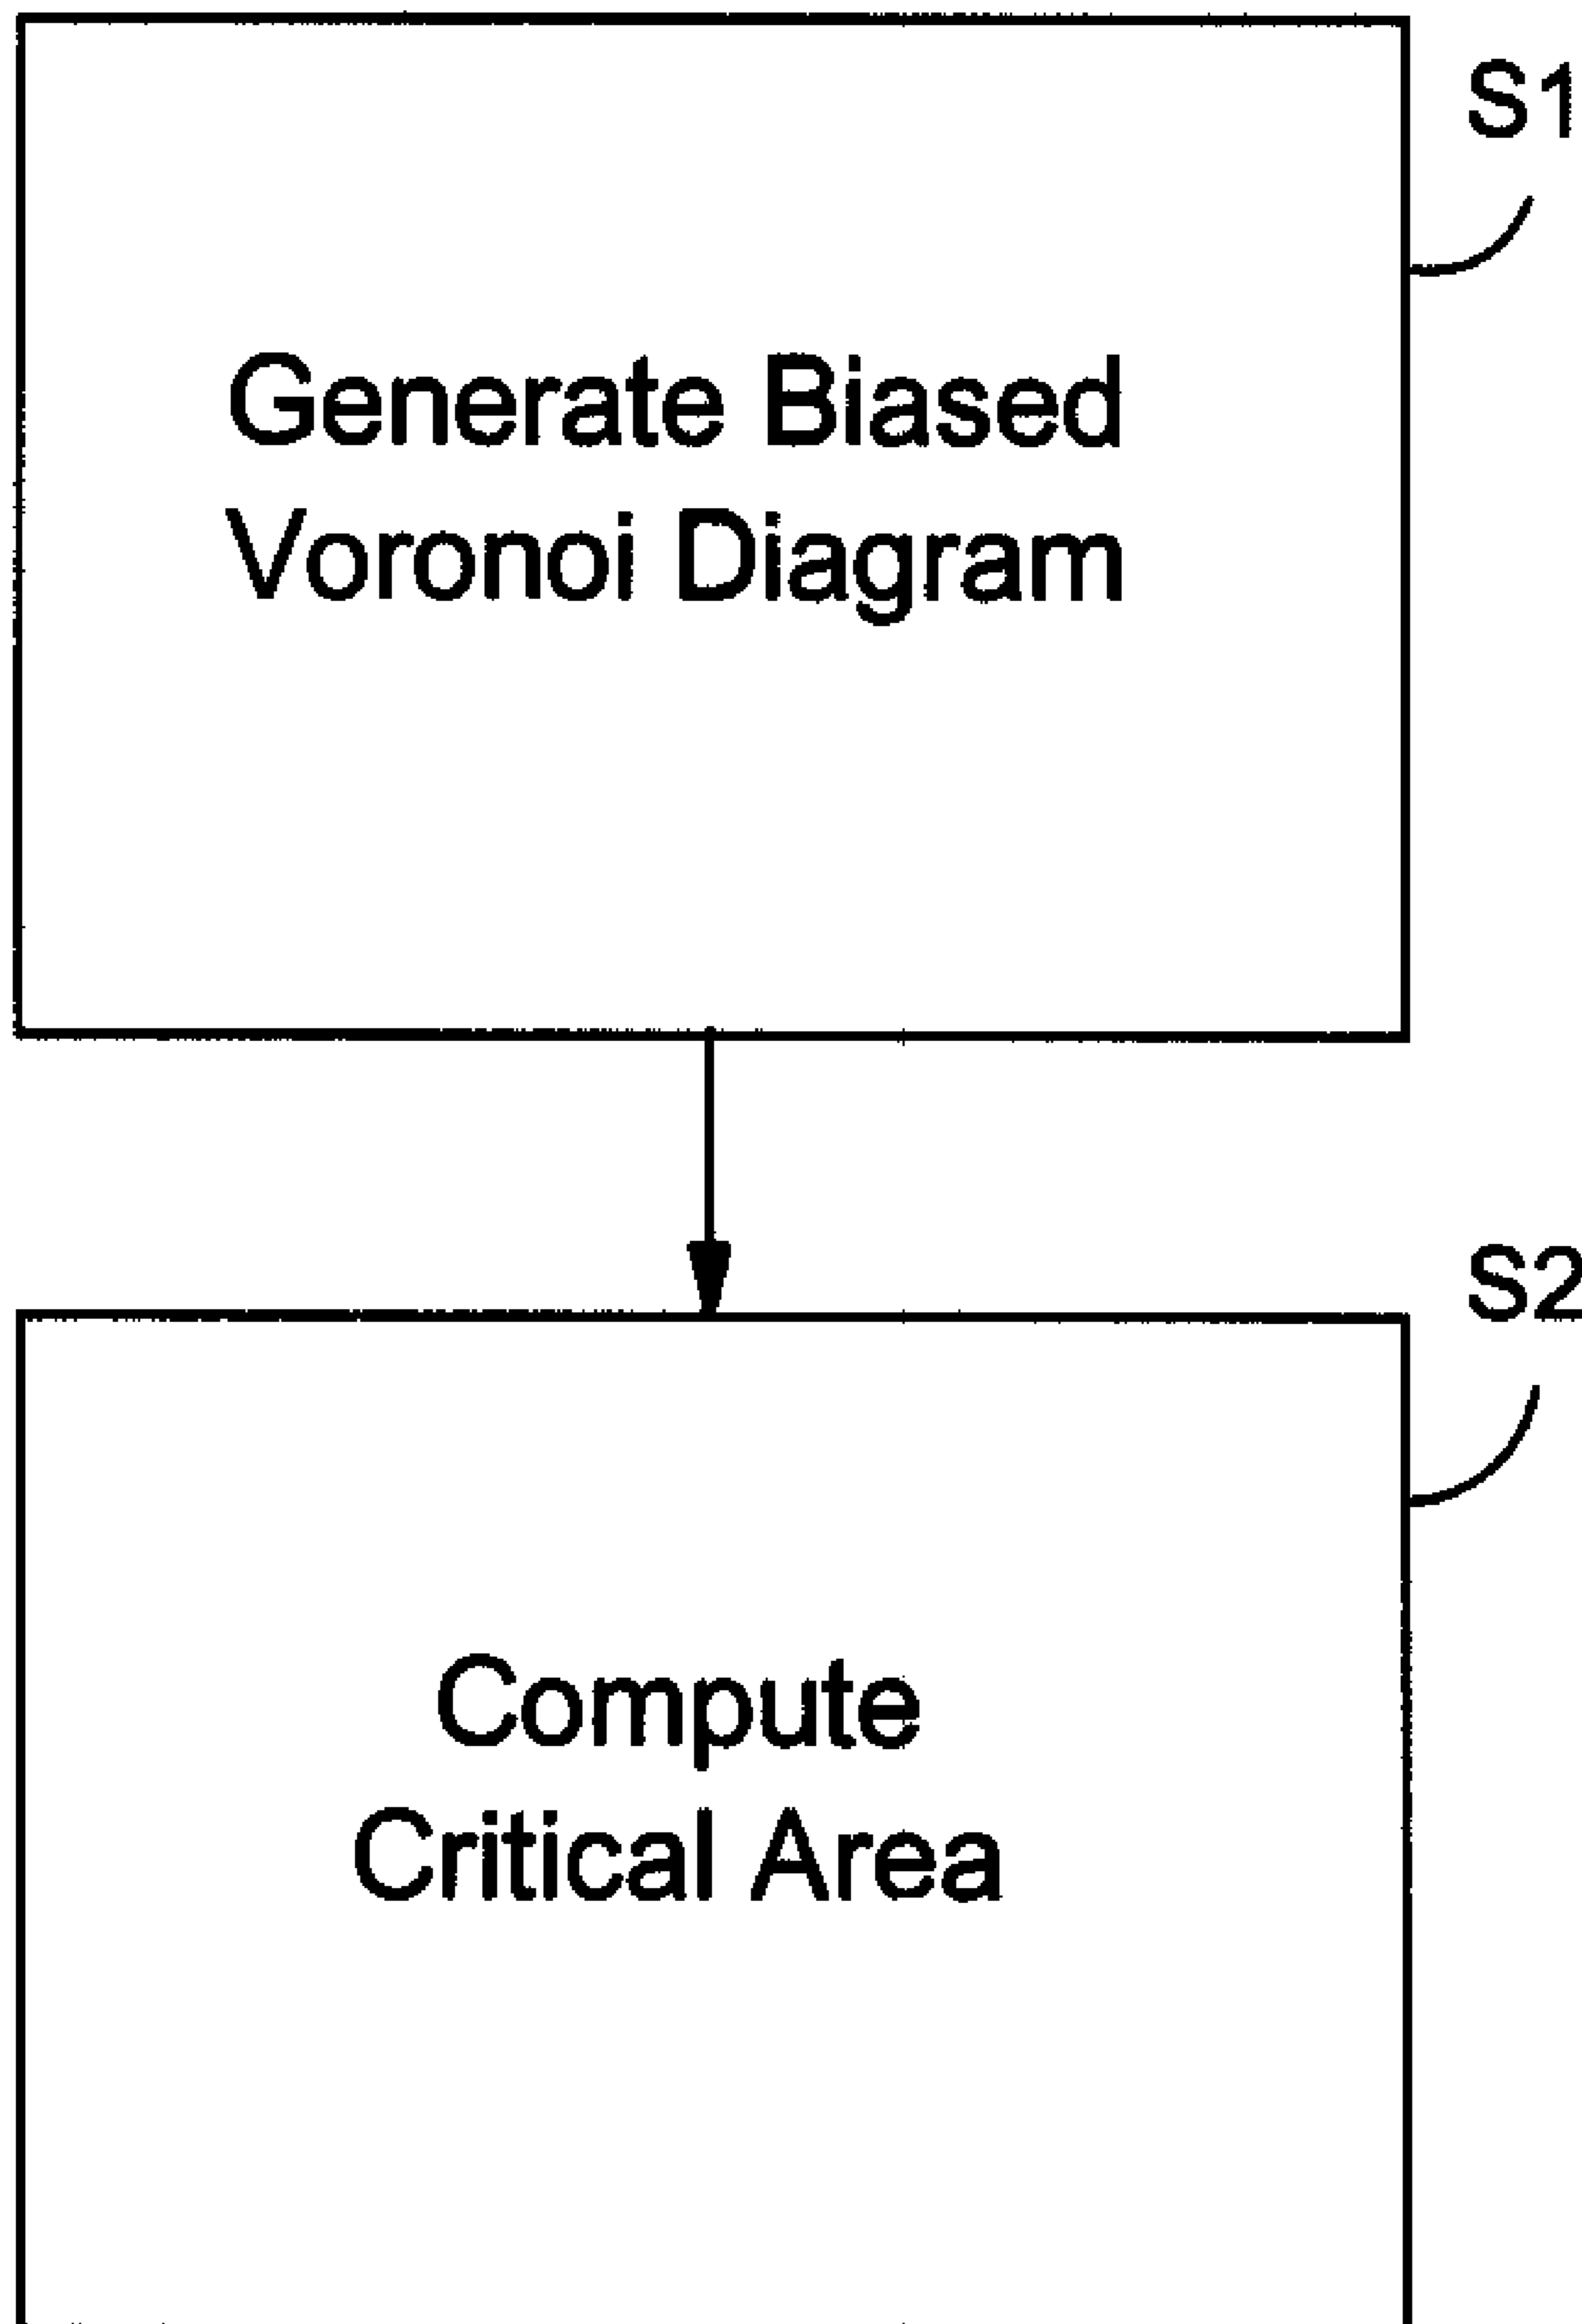 S1
Generate Biased
Voronoi Diagram
S2
Compute
Critical Area